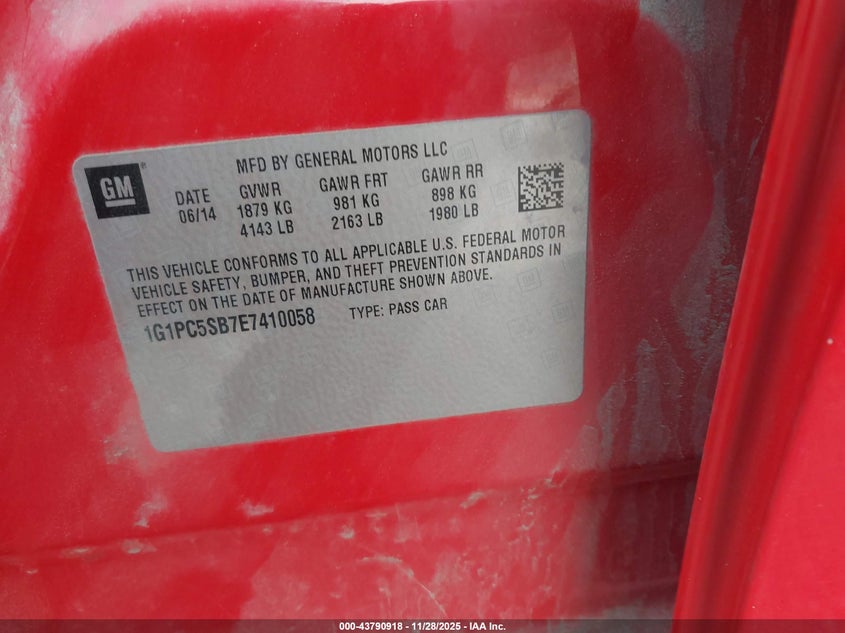 GM
MFD BY GENERAL MOTORS LLC
DATE GVWR GAWR FRT GAWR RR
06/14 1879 KG 981 KG 898 KG
4143 LB 2163 LB 1980 LB
THIS VEHICLE CONFORMS TO ALL APPLICABLE U.S. FEDERAL MOTOR
VEHICLE SAFETY, BUMPER, AND THEFT PREVENTION STANDARDS IN
EFFECT ON THE DATE OF MANUFACTURE SHOWN ABOVE.
1G1PC5SB7E7410058 TYPE: PASS CAR
000-43790918 | 11/28/2025 | IAA Inc.